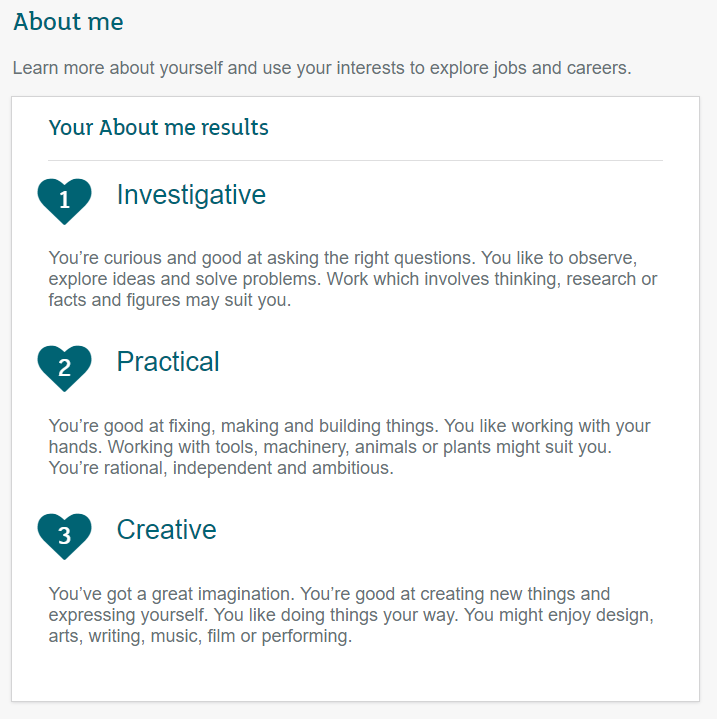 About me
Learn more about yourself and use your interests to explore jobs and careers.
Your About me results
1 Investigative
You’re curious and good at asking the right questions. You like to observe,
explore ideas and solve problems. Work which involves thinking, research or
facts and figures may suit you.
2 Practical
You’re good at fixing, making and building things. You like working with your
hands. Working with tools, machinery, animals or plants might suit you.
You’re rational, independent and ambitious.
3 Creative
You’ve got a great imagination. You’re good at creating new things and
expressing yourself. You like doing things your way. You might enjoy design,
arts, writing, music, film or performing.